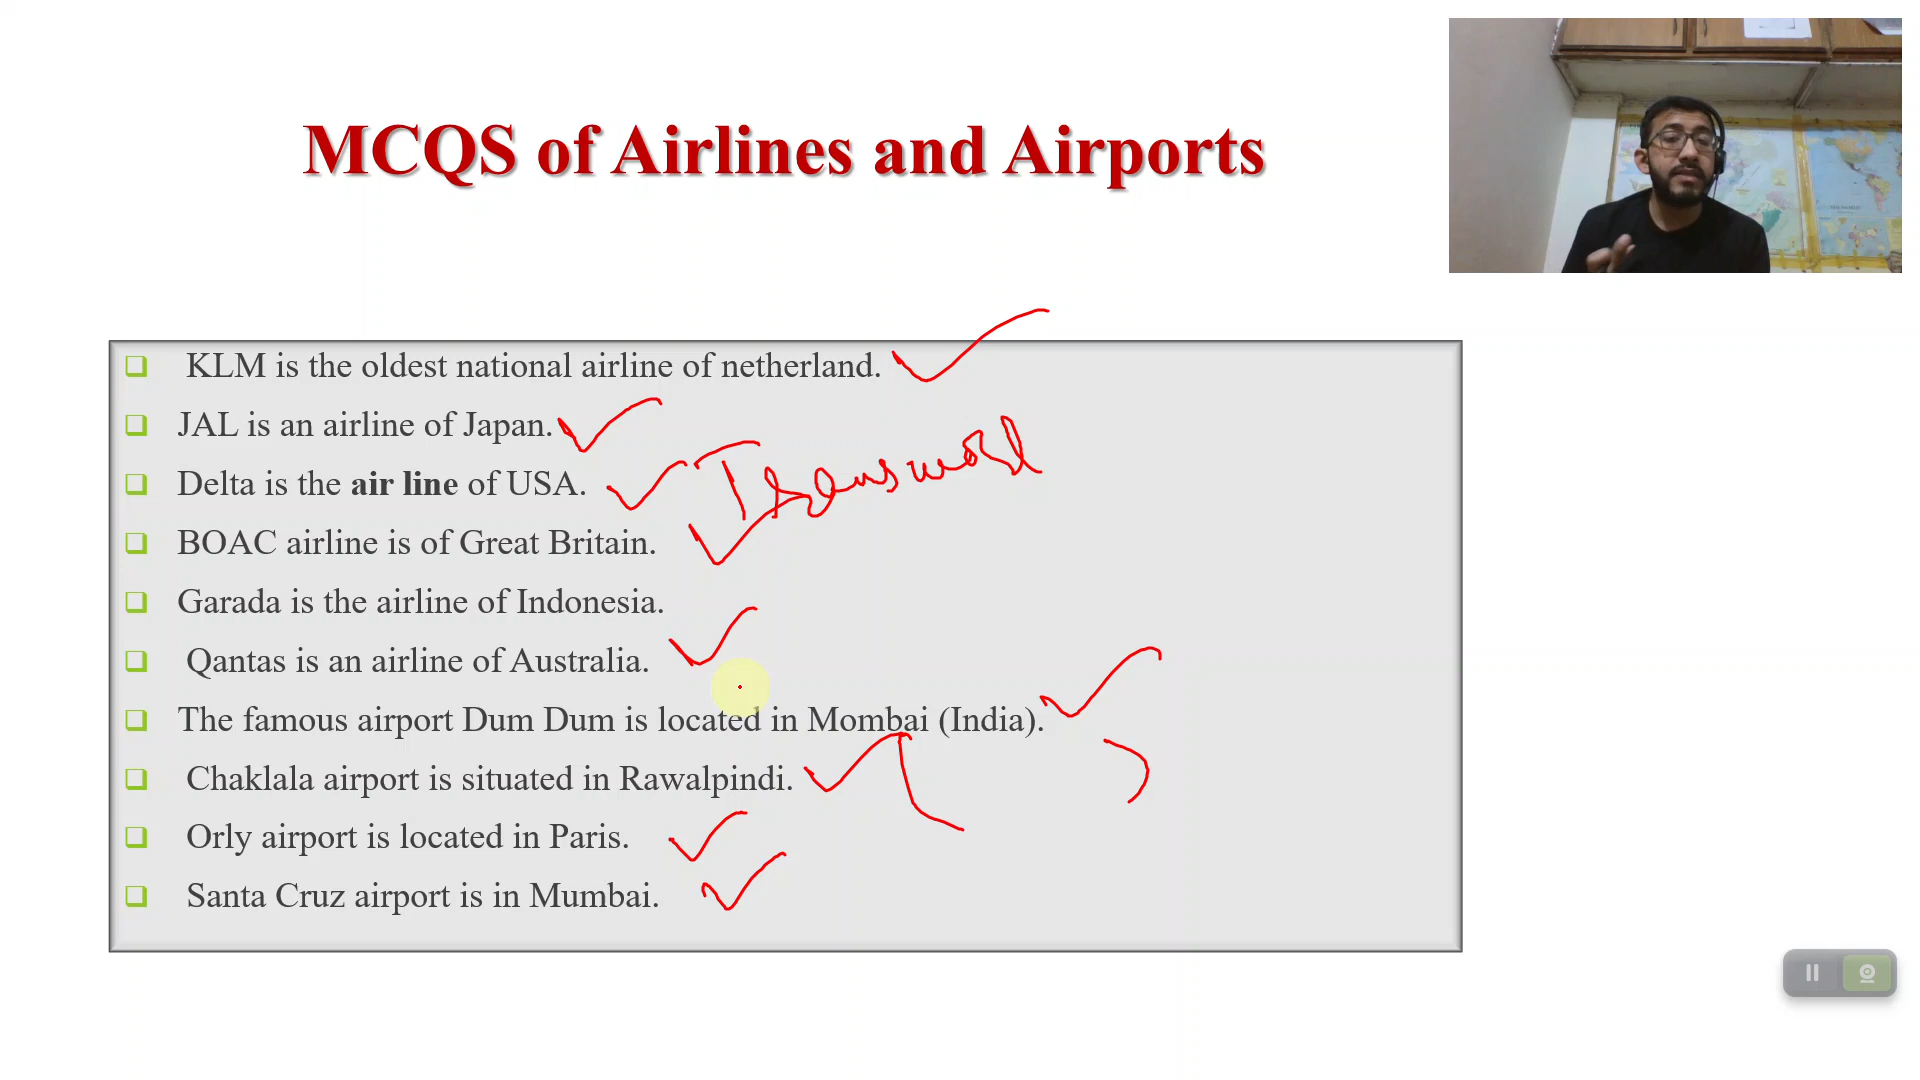 MCQS of Airlines and Airports
KLM is the oldest national airline of netherland.
JAL is an airline of Japan.
Delta is the air line of USA.
BOAC airline is of Great Britain.
Garada is the airline of Indonesia.
Qantas is an airline of Australia.
The famous airport Dum Dum is located in Mombai (India).
Chaklala airport is situated in Rawalpindi.
Orly airport is located in Paris.
Santa Cruz airport is in Mumbai.